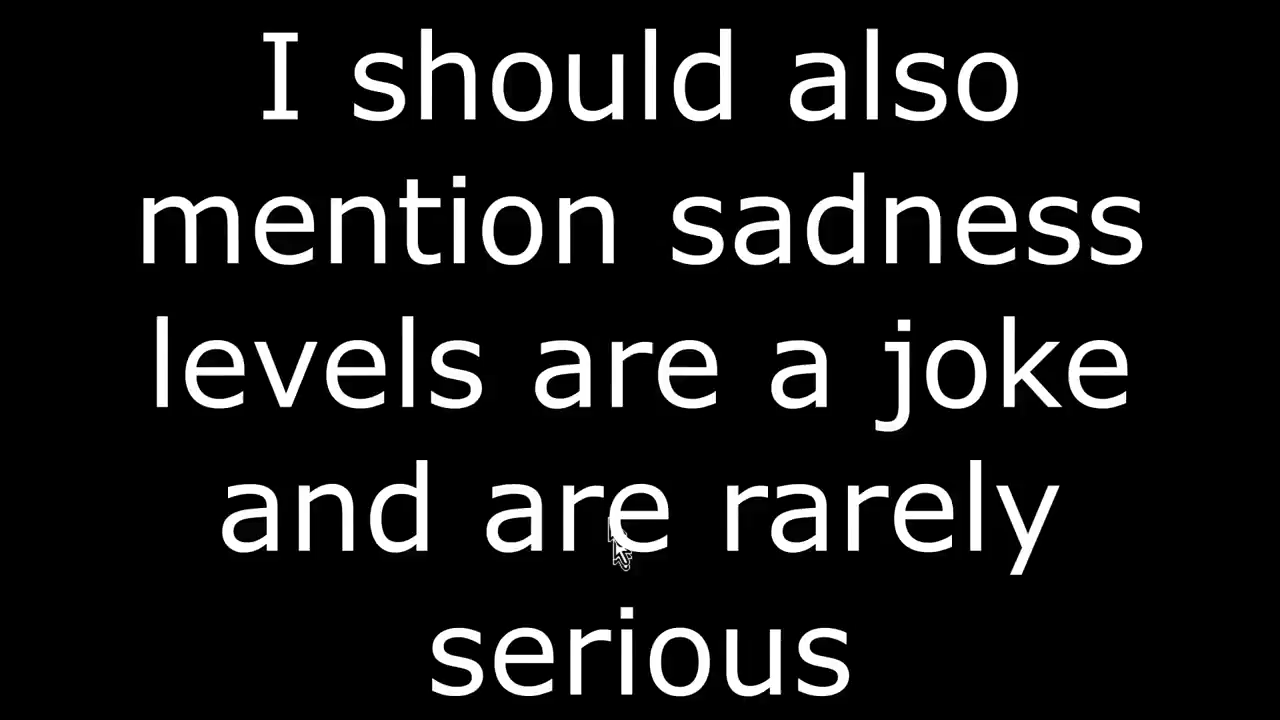 I should also
mention sadness
levels are a joke
and are rarely
serious